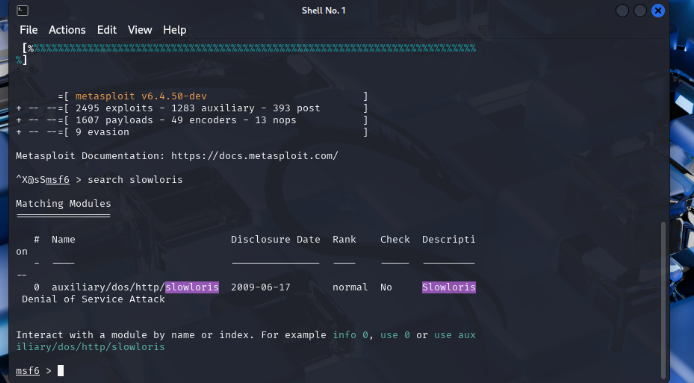 Shell No. 1
File Actions Edit View Help
[%%%%%%%%%%%%%%%%%%%%%%%%%%%%%%%%%%%%%%%%%%%%%%%%%%%%%%%%%%%%%%%%%%%%%%%%%%%
%]
=[ metasploit v6.4.50-dev ]
+ -- --=[ 2495 exploits - 1283 auxiliary - 393 post ]
+ -- --=[ 1607 payloads - 49 encoders - 13 nops ]
+ -- --=[ 9 evasion ]
Metasploit Documentation: https://docs.metasploit.com/
^X@sSmsf6 > search slowloris
Matching Modules
================
# Name Disclosure Date Rank Check Descripti
on
- ---- --------------- ---- ----- ---------
--
0 auxiliary/dos/http/slowloris 2009-06-17 normal No Slowloris
Denial of Service Attack
Interact with a module by name or index. For example info 0, use 0 or use aux
iliary/dos/http/slowloris
msf6 >